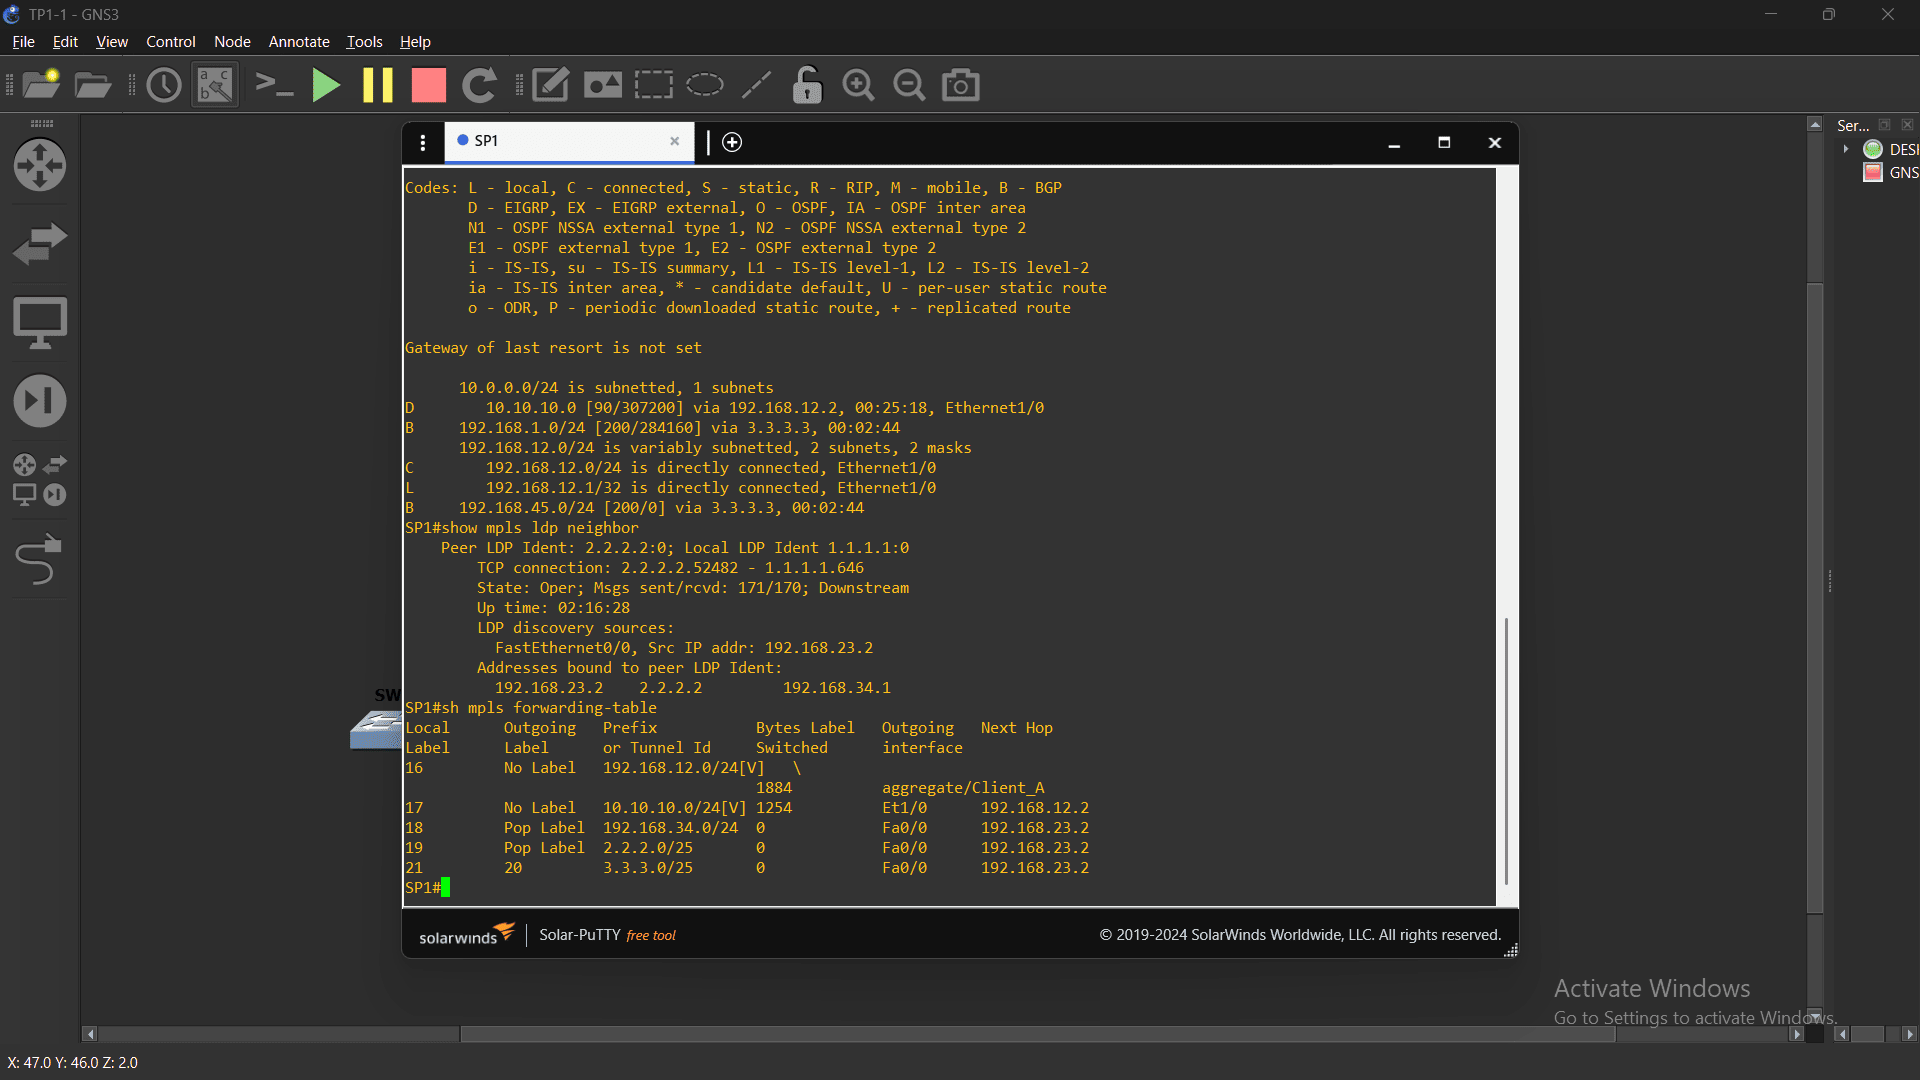 TP1-1 - GNS3
File Edit View Control Node Annotate Tools Help
SP1
Ser...
DESI
GNS
Codes: L - local, C - connected, S - static, R - RIP, M - mobile, B - BGP
D - EIGRP, EX - EIGRP external, O - OSPF, IA - OSPF inter area
N1 - OSPF NSSA external type 1, N2 - OSPF NSSA external type 2
E1 - OSPF external type 1, E2 - OSPF external type 2
i - IS-IS, su - IS-IS summary, L1 - IS-IS level-1, L2 - IS-IS level-2
ia - IS-IS inter area, * - candidate default, U - per-user static route
o - ODR, P - periodic downloaded static route, + - replicated route
Gateway of last resort is not set
10.0.0.0/24 is subnetted, 1 subnets
D 10.10.10.0 [90/307200] via 192.168.12.2, 00:25:18, Ethernet1/0
B 192.168.1.0/24 [200/284160] via 3.3.3.3, 00:02:44
192.168.12.0/24 is variably subnetted, 2 subnets, 2 masks
C 192.168.12.0/24 is directly connected, Ethernet1/0
L 192.168.12.1/32 is directly connected, Ethernet1/0
B 192.168.45.0/24 [200/0] via 3.3.3.3, 00:02:44
SP1#show mpls ldp neighbor
Peer LDP Ident: 2.2.2.2:0; Local LDP Ident 1.1.1.1:0
TCP connection: 2.2.2.2.52482 - 1.1.1.1.646
State: Oper; Msgs sent/rcvd: 171/170; Downstream
Up time: 02:16:28
LDP discovery sources:
FastEthernet0/0, Src IP addr: 192.168.23.2
Addresses bound to peer LDP Ident:
192.168.23.2 2.2.2.2 192.168.34.1
SP1#sh mpls forwarding-table
Local Outgoing Prefix Bytes Label Outgoing Next Hop
Label Label or Tunnel Id Switched interface
16 No Label 192.168.12.0/24[V] \
1884 aggregate/Client_A
17 No Label 10.10.10.0/24[V] 1254 Et1/0 192.168.12.2
18 Pop Label 192.168.34.0/24 0 Fa0/0 192.168.23.2
19 Pop Label 2.2.2.0/25 0 Fa0/0 192.168.23.2
21 20 3.3.3.0/25 0 Fa0/0 192.168.23.2
SP1#
SW
solarwinds Solar-PuTTY free tool © 2019-2024 SolarWinds Worldwide, LLC. All rights reserved.
Activate Windows
Go to Settings to activate Windows.
X: 47.0 Y: 46.0 Z: 2.0